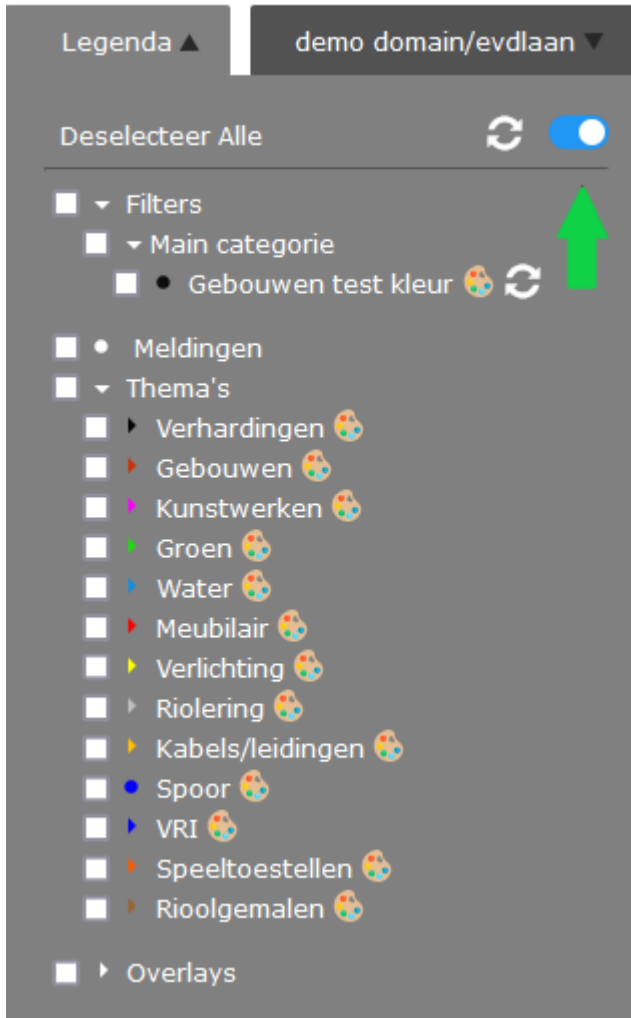 Legenda ▲ demo domain/evdlaan ▼
Deselecteer Alle
Filters
Main categorie
Gebouwen test kleur
Meldingen
Thema's
Verhardingen
Gebouwen
Kunstwerken
Groen
Water
Meubilair
Verlichting
Riolering
Kabels/leidingen
Spoor
VRI
Speeltoestellen
Rioolgemalen
Overlays